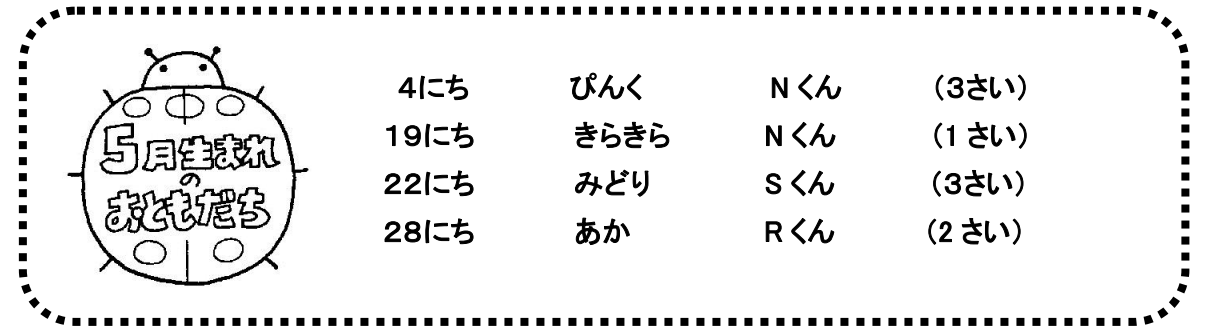 5月生まれ
の
おともだち
4にち ぴんく Nくん (3さい)
19にち きらきら Nくん (1さい)
22にち みどり Sくん (3さい)
28にち あか Rくん (2さい)